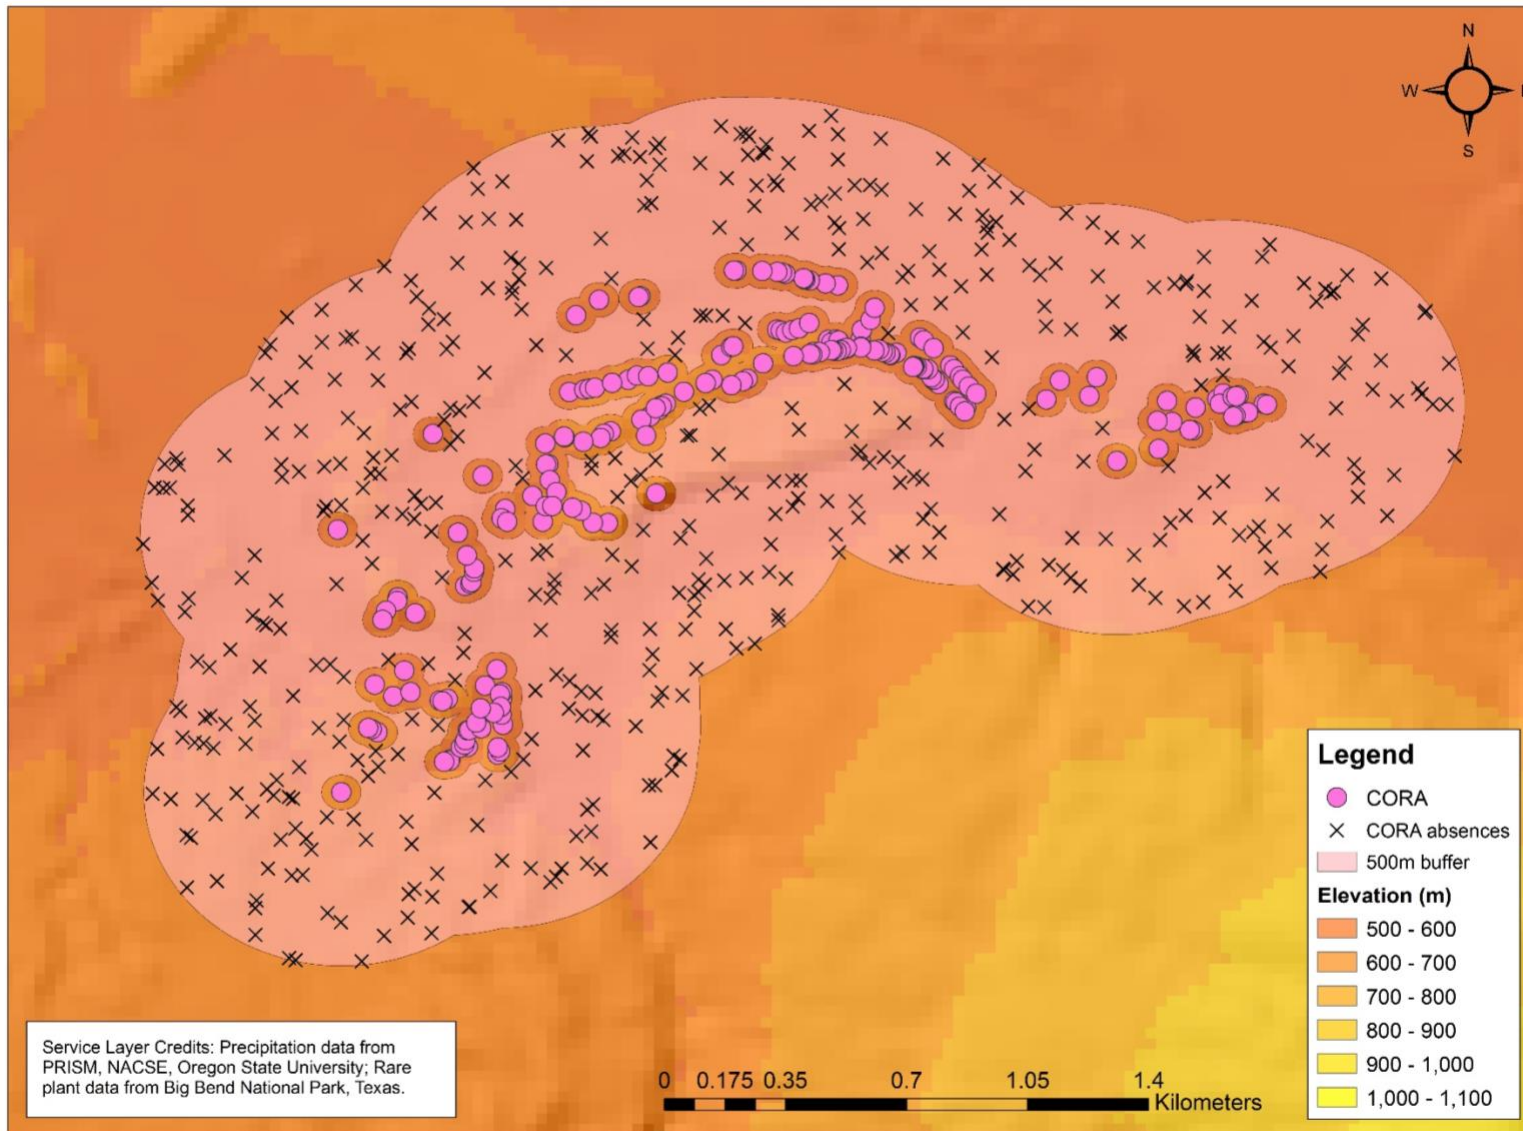 N
W
S
Legend
CORA
CORA absences
500m buffer
Elevation (m)
500 - 600
600 - 700
700 - 800
800 - 900
900 - 1,000
1,000 - 1,100
Service Layer Credits: Precipitation data from
PRISM, NACSE, Oregon State University; Rare
plant data from Big Bend National Park, Texas.
0 0.175 0.35 0.7 1.05 1.4
Kilometers